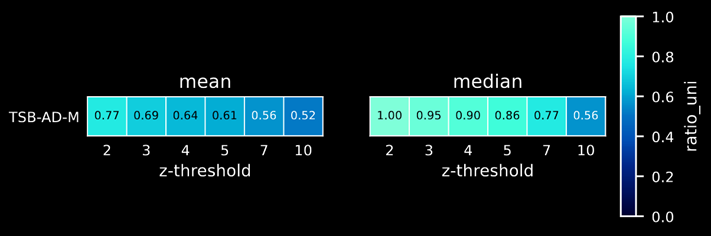 mean
median
TSB-AD-M
0.77 0.69 0.64 0.61 0.56 0.52
1.00 0.95 0.90 0.86 0.77 0.56
2 3 4 5 7 10
2 3 4 5 7 10
z-threshold
z-threshold
1.0
0.8
0.6
0.4
0.2
0.0
ratio_uni